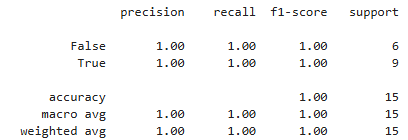 precision recall f1-score support
False 1.00 1.00 1.00 6
True 1.00 1.00 1.00 9
accuracy 1.00 15
macro avg 1.00 1.00 1.00 15
weighted avg 1.00 1.00 1.00 15